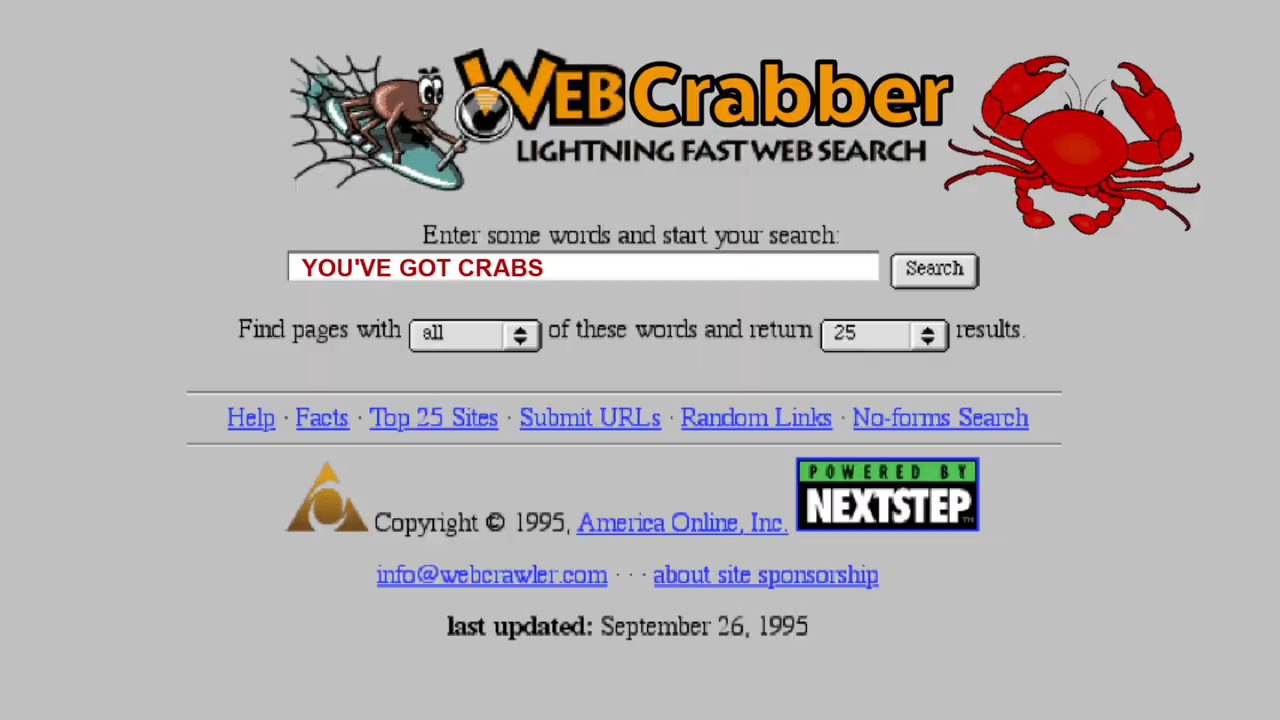 WEBCrabber
LIGHTNING FAST WEB SEARCH
Enter some words and start your search:
YOU'VE GOT CRABS
Search
Find pages with all of these words and return 25 results.
Help · Facts · Top 25 Sites · Submit URLs · Random Links · No-forms Search
POWERED BY
NEXTSTEP™
Copyright © 1995, America Online, Inc.
info@webcrawler.com · · · about site sponsorship
last updated: September 26, 1995